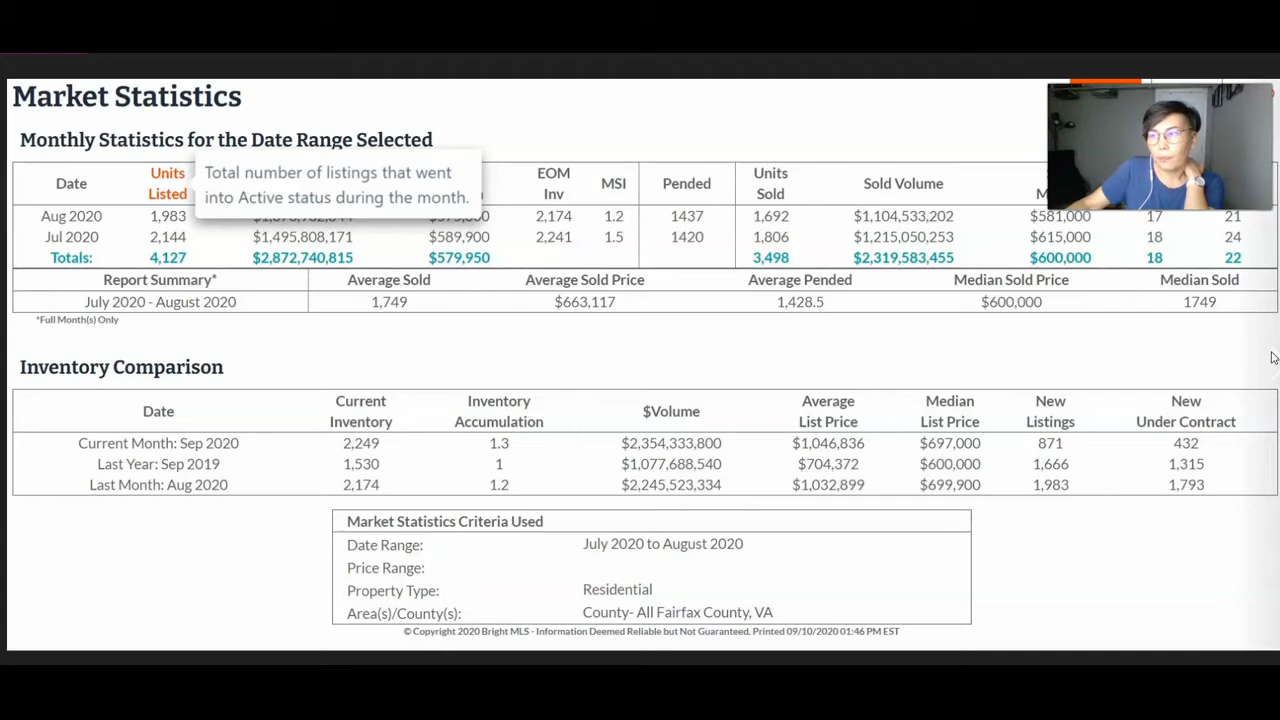 Market Statistics
Monthly Statistics for the Date Range Selected
Date Units Listed EOM Inv MSI Pended Units Sold Sold Volume
Total number of listings that went
into Active status during the month.
Aug 2020 1,983 2,174 1.2 1437 1,692 $1,104,533,202 $581,000 17 21
Jul 2020 2,144 $1,495,808,171 $589,900 2,241 1.5 1420 1,806 $1,215,050,253 $615,000 18 24
Totals: 4,127 $2,872,740,815 $579,950 3,498 $2,319,583,455 $600,000 18 22
Report Summary* Average Sold Average Sold Price Average Pended Median Sold Price Median Sold
July 2020 - August 2020 1,749 $663,117 1,428.5 $600,000 1749
*Full Month(s) Only
Inventory Comparison
Date Current Inventory Inventory Accumulation $Volume Average List Price Median List Price New Listings New Under Contract
Current Month: Sep 2020 2,249 1.3 $2,354,333,800 $1,046,836 $697,000 871 432
Last Year: Sep 2019 1,530 1 $1,077,688,540 $704,372 $600,000 1,666 1,315
Last Month: Aug 2020 2,174 1.2 $2,245,523,334 $1,032,899 $699,900 1,983 1,793
Market Statistics Criteria Used
Date Range: July 2020 to August 2020
Price Range:
Property Type: Residential
Area(s)/County(s): County- All Fairfax County, VA
© Copyright 2020 Bright MLS - Information Deemed Reliable but Not Guaranteed. Printed 09/10/2020 01:46 PM EST